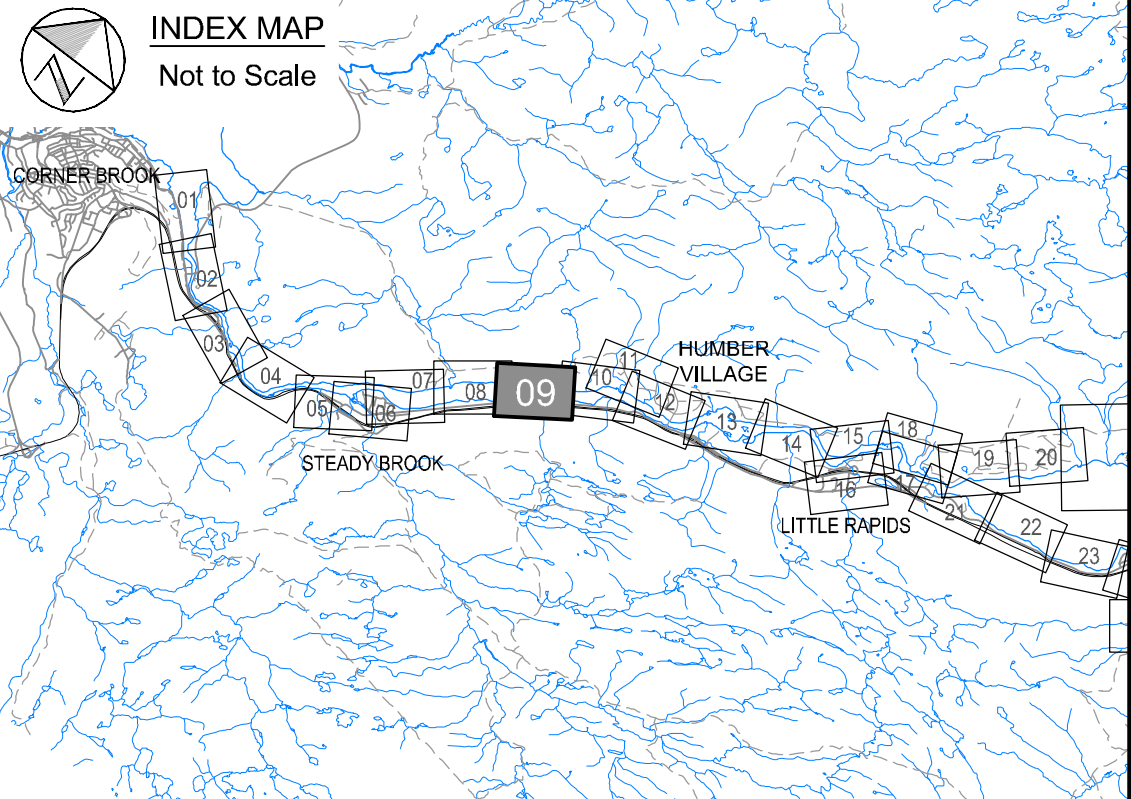 INDEX MAP
Not to Scale
CORNER BROOK
01
02
03
04
05
06
07
08
09
10
11
12
HUMBER
VILLAGE
13
14
15
16
17
18
19
20
21
22
23
STEADY BROOK
LITTLE RAPIDS
N